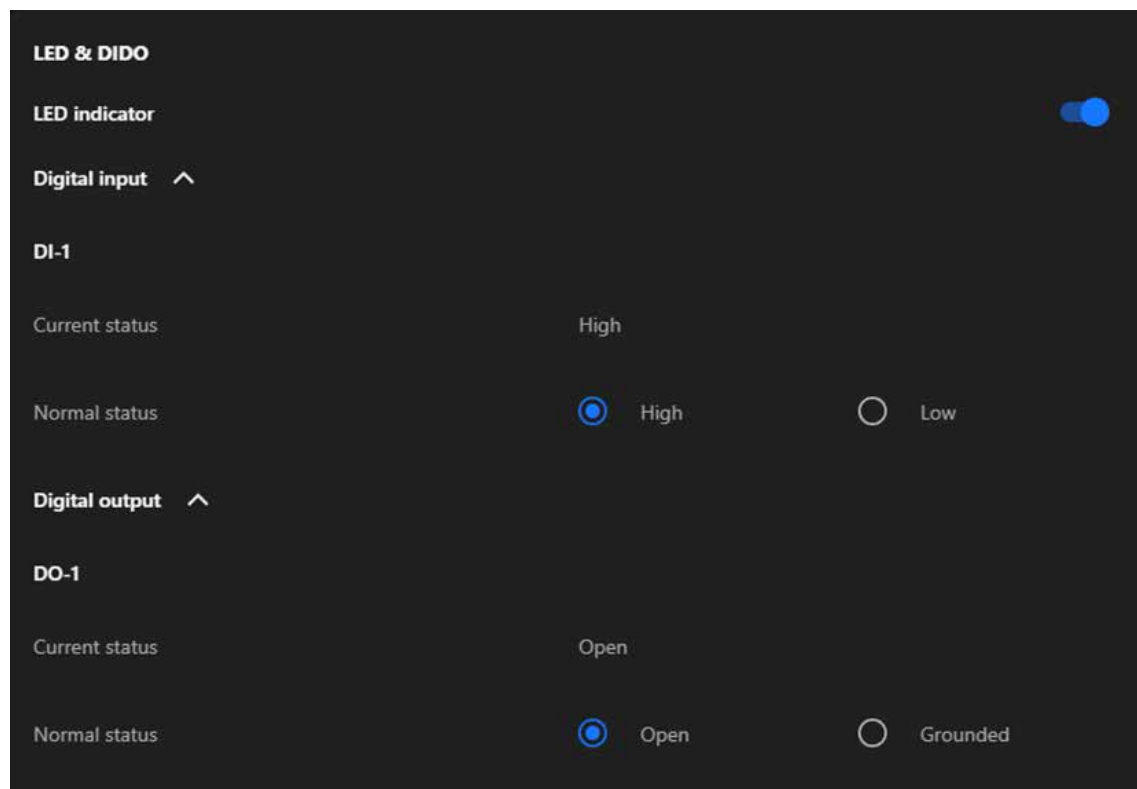 LED & DIDO
LED indicator
Digital input
DI-1
Current status High
Normal status High Low
Digital output
DO-1
Current status Open
Normal status Open Grounded